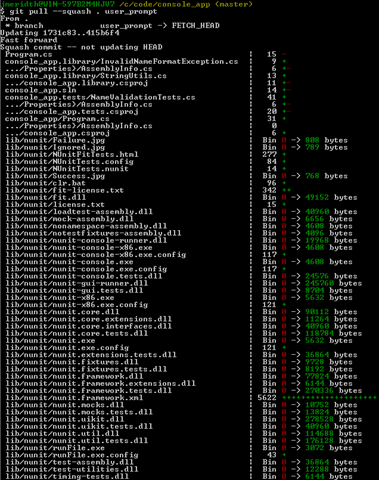 jmeridth@VIN-597B2M4HJV7 /c/code/console_app (master)
$ git pull --squash . user_prompt
From .
 * branch            user_prompt -> FETCH_HEAD
Updating 1731c83..415b6f4
Fast forward
Squash commit -- not updating HEAD
 Program.cs | 15 -
 console_app.library/InvalidNameFormatException.cs | 9 +
 .../Properties/AssemblyInfo.cs | 6 +
 console_app.library/StringUtils.cs | 13 +
 console_app.library/console_app.library.csproj | 11 +
 console_app.sln | 14 +
 console_app.tests/NameValidationTests.cs | 41 +
 .../Properties/AssemblyInfo.cs | 6 +
 console_app/Program.cs | 31 +
 .../Properties/AssemblyInfo.cs | 0
 console_app/console_app.csproj | 6 +
 lib/nunit/Failure.jpg | Bin 0 -> 808 bytes
 lib/nunit/Ignored.jpg | Bin 0 -> 789 bytes
 lib/nunit/NUnitFitTests.html | 277 +
 lib/nunit/NUnitTests.config | 84 +
 lib/nunit/NUnitTests.nunit | 14 +
 lib/nunit/Success.jpg | Bin 0 -> 768 bytes
 lib/nunit/clr.bat | 96 +
 lib/nunit/fit-license.txt | 342 ++
 lib/nunit/fit.dll | Bin 0 -> 49152 bytes
 lib/nunit/license.txt | 15 +
 lib/nunit/loadtest-assembly.dll | Bin 0 -> 40960 bytes
 lib/nunit/mock-assembly.dll | Bin 0 -> 6656 bytes
 lib/nunit/nonamespace-assembly.dll | Bin 0 -> 4608 bytes
 lib/nunit/notestfixtures-assembly.dll | Bin 0 -> 4096 bytes
 lib/nunit/nunit-console-runner.dll | Bin 0 -> 19968 bytes
 lib/nunit/nunit-console-x86.exe | Bin 0 -> 4608 bytes
 lib/nunit/nunit-console-x86.exe.config | 117 +
 lib/nunit/nunit-console.exe | Bin 0 -> 4608 bytes
 lib/nunit/nunit-console.exe.config | 117 +
 lib/nunit/nunit-console.tests.dll | Bin 0 -> 24576 bytes
 lib/nunit/nunit-gui-runner.dll | Bin 0 -> 245760 bytes
 lib/nunit/nunit-gui.tests.dll | Bin 0 -> 8704 bytes
 lib/nunit/nunit-x86.exe | Bin 0 -> 5632 bytes
 lib/nunit/nunit-x86.exe.config | 121 +
 lib/nunit/nunit.core.dll | Bin 0 -> 90112 bytes
 lib/nunit/nunit.core.extensions.dll | Bin 0 -> 11264 bytes
 lib/nunit/nunit.core.interfaces.dll | Bin 0 -> 40960 bytes
 lib/nunit/nunit.core.tests.dll | Bin 0 -> 118784 bytes
 lib/nunit/nunit.exe | Bin 0 -> 5632 bytes
 lib/nunit/nunit.exe.config | 121 +
 lib/nunit/nunit.extensions.tests.dll | Bin 0 -> 36864 bytes
 lib/nunit/nunit.fixtures.dll | Bin 0 -> 9728 bytes
 lib/nunit/nunit.fixtures.tests.dll | Bin 0 -> 8192 bytes
 lib/nunit/nunit.framework.dll | Bin 0 -> 77824 bytes
 lib/nunit/nunit.framework.extensions.dll | Bin 0 -> 6144 bytes
 lib/nunit/nunit.framework.tests.dll | Bin 0 -> 270336 bytes
 lib/nunit/nunit.framework.xml | 5622 ++++++++++++++++++++
 lib/nunit/nunit.mocks.dll | Bin 0 -> 10752 bytes
 lib/nunit/nunit.mocks.tests.dll | Bin 0 -> 13824 bytes
 lib/nunit/nunit.uikit.dll | Bin 0 -> 278528 bytes
 lib/nunit/nunit.uikit.tests.dll | Bin 0 -> 40960 bytes
 lib/nunit/nunit.util.dll | Bin 0 -> 114688 bytes
 lib/nunit/nunit.util.tests.dll | Bin 0 -> 176128 bytes
 lib/nunit/runFile.exe | Bin 0 -> 3072 bytes
 lib/nunit/runFile.exe.config | 43 +
 lib/nunit/test-assembly.dll | Bin 0 -> 36864 bytes
 lib/nunit/test-utilities.dll | Bin 0 -> 12288 bytes
 lib/nunit/timing-tests.dll | Bin 0 -> 6144 bytes